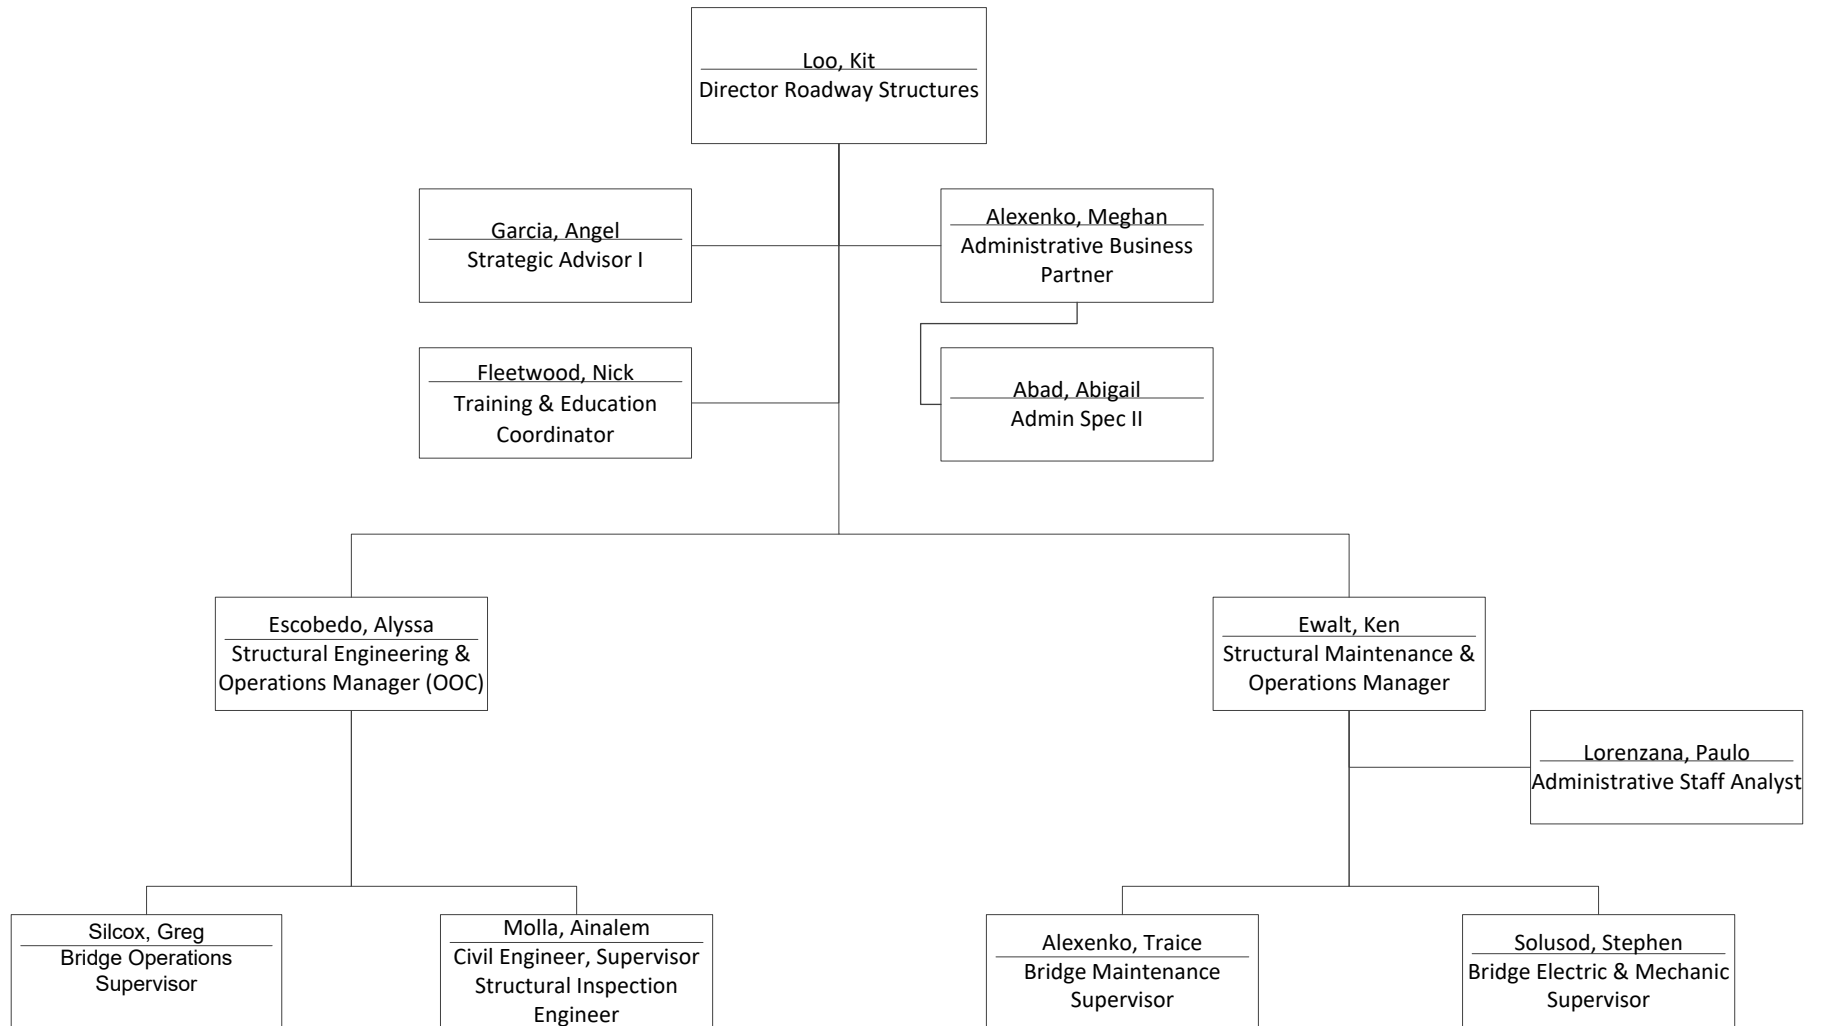 Loo, Kit
Director Roadway Structures
Garcia, Angel
Strategic Advisor I
Alexenko, Meghan
Administrative Business
Partner
Fleetwood, Nick
Training & Education
Coordinator
Abad, Abigail
Admin Spec II
Escobedo, Alyssa
Structural Engineering &
Operations Manager (OOC)
Ewalt, Ken
Structural Maintenance &
Operations Manager
Lorenzana, Paulo
Administrative Staff Analyst
Silcox, Greg
Bridge Operations
Supervisor
Molla, Ainalem
Civil Engineer, Supervisor
Structural Inspection
Engineer
Alexenko, Traice
Bridge Maintenance
Supervisor
Solusod, Stephen
Bridge Electric & Mechanic
Supervisor